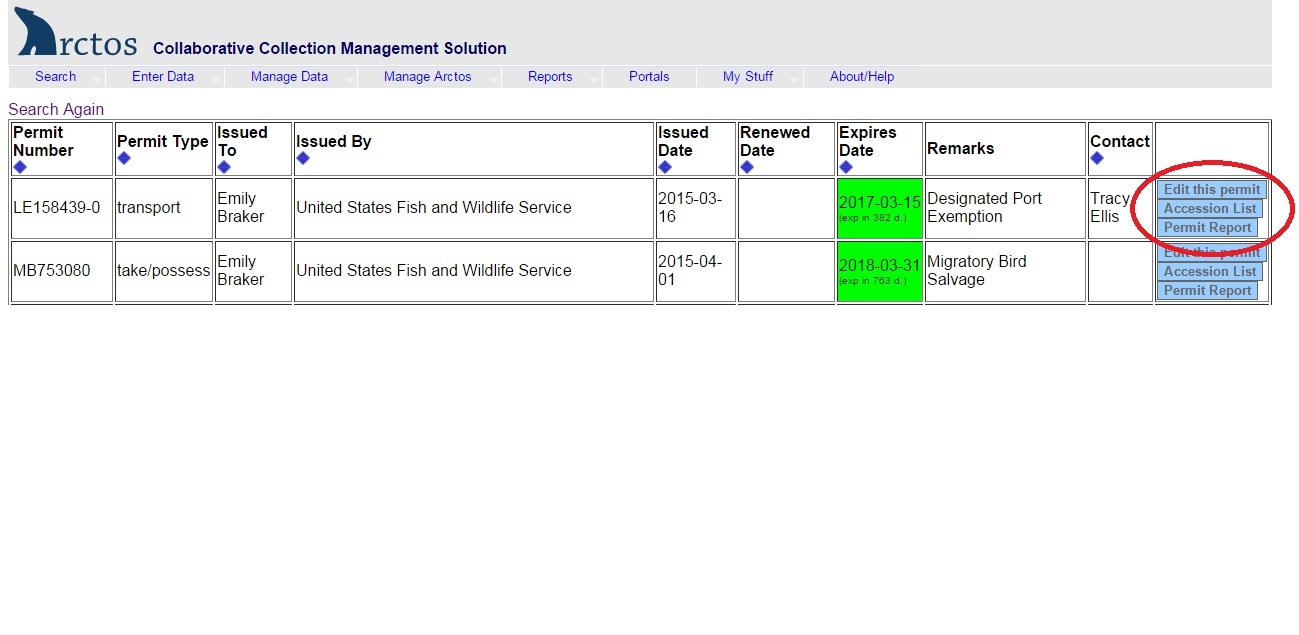 Arctos Collaborative Collection Management Solution
Search Enter Data Manage Data Manage Arctos Reports Portals My Stuff About/Help
Search Again
Permit Number Permit Type Issued To Issued By Issued Date Renewed Date Expires Date Remarks Contact
LE158439-0 transport Emily Braker United States Fish and Wildlife Service 2015-03-16 2017-03-15 (exp in 382 d.) Designated Port Exemption Tracy Ellis
Edit this permit
Accession List
Permit Report
MB753080 take/possess Emily Braker United States Fish and Wildlife Service 2015-04-01 2018-03-31 (exp in 763 d.) Migratory Bird Salvage
Edit this permit
Accession List
Permit Report